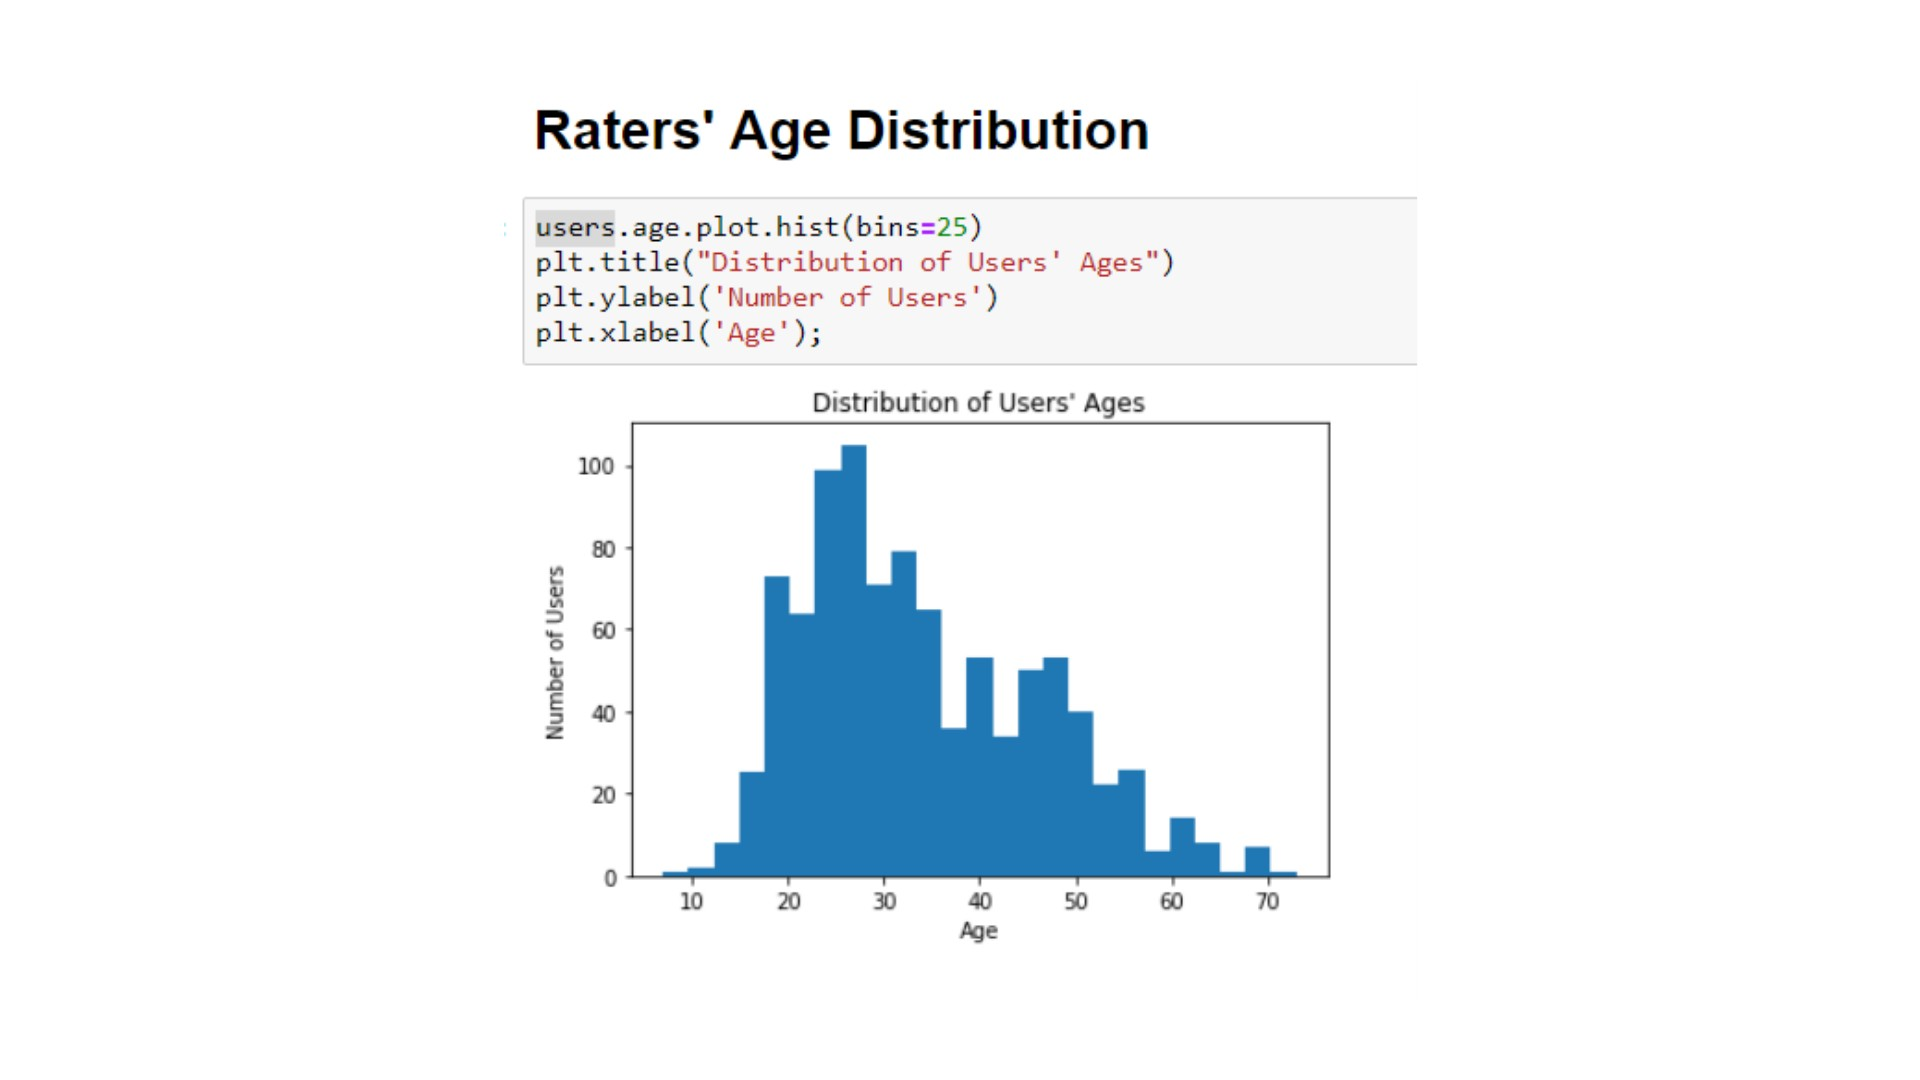 Raters' Age Distribution
users.age.plot.hist(bins=25)
plt.title("Distribution of Users' Ages")
plt.ylabel('Number of Users')
plt.xlabel('Age');
Distribution of Users' Ages
100
80
60
40
20
0
Number of Users
10 20 30 40 50 60 70
Age